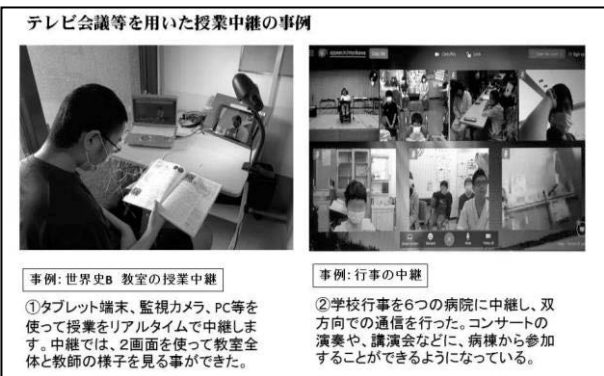 テレビ会議等を用いた授業中継の事例
事例:世界史B 教室の授業中継
①タブレット端末、監視カメラ、PC等を
使って授業をリアルタイムで中継しま
す。中継では、2画面を使って教室全
体と教師の様子を見る事ができた。
事例:行事の中継
②学校行事を6つの病院に中継し、双
方向での通信を行った。コンサートの
演奏や、講演会などに、病棟から参加
することができるようになっている。